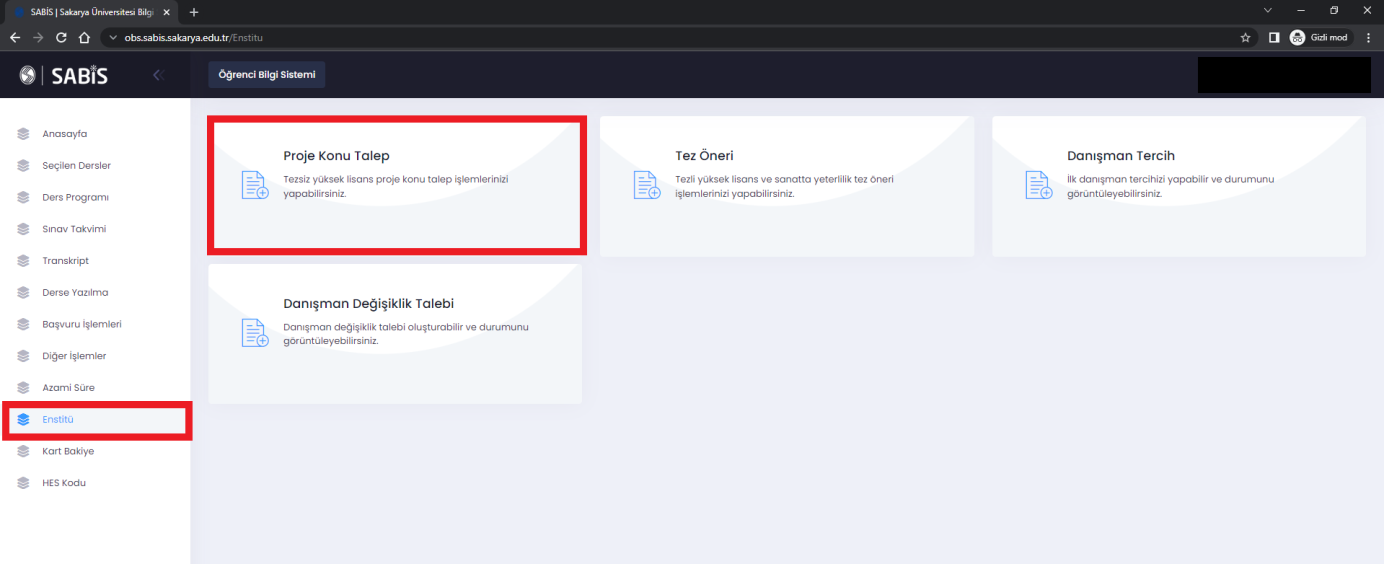 SABİS | Sakarya Üniversitesi Bilgi
obs.sabis.sakarya.edu.tr/Enstitu
Gizli mod
SABİS
Öğrenci Bilgi Sistemi
Anasayfa
Seçilen Dersler
Ders Programı
Sınav Takvimi
Transkript
Derse Yazılma
Başvuru İşlemleri
Diğer İşlemler
Azami Süre
Enstitü
Kart Bakiye
HES Kodu
Proje Konu Talep
Tezsiz yüksek lisans proje konu talep işlemlerinizi
yapabilirsiniz.
Tez Öneri
Tezli yüksek lisans ve sanatta yeterlilik tez öneri
işlemlerinizi yapabilirsiniz.
Danışman Tercih
İlk danışman tercihizi yapabilir ve durumunu
görüntüleyebilirsiniz.
Danışman Değişiklik Talebi
Danışman değişiklik talebi oluşturabilir ve durumunu
görüntüleyebilirsiniz.